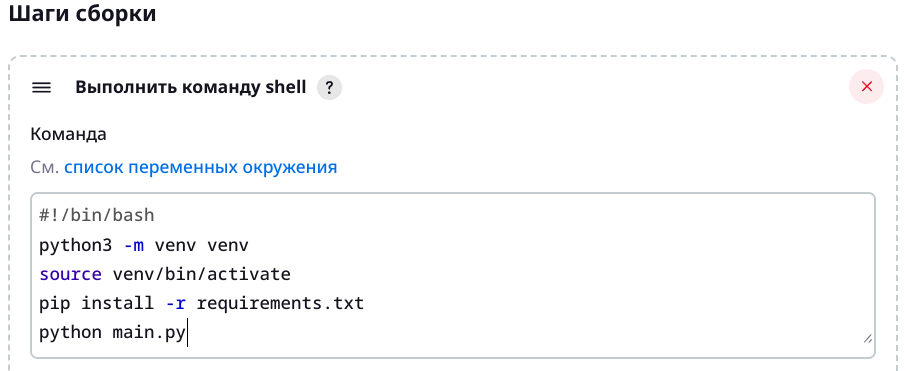 Шаги сборки
Выполнить команду shell ?
Команда
См. список переменных окружения
#!/bin/bash
python3 -m venv venv
source venv/bin/activate
pip install -r requirements.txt
python main.py